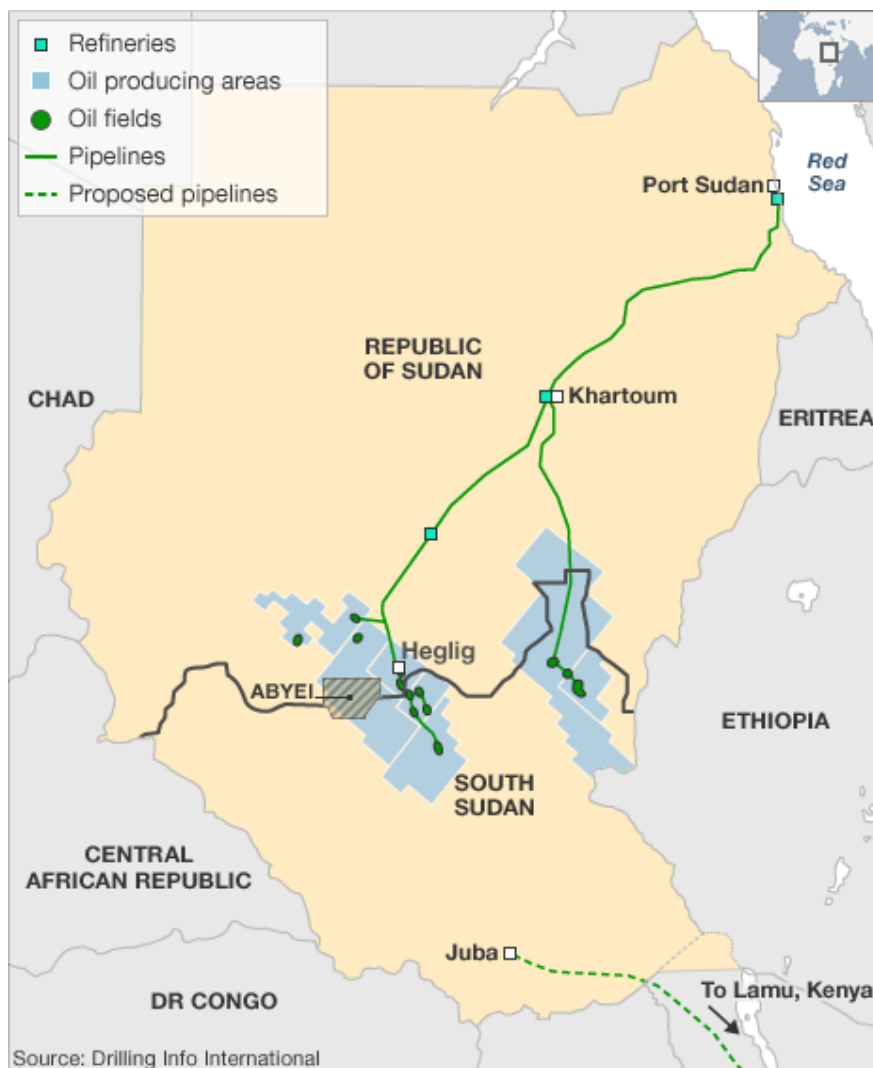 Refineries
Oil producing areas
Oil fields
Pipelines
Proposed pipelines
Red
Sea
Port Sudan
REPUBLIC
OF SUDAN
CHAD
Khartoum
ERITREA
Heglig
ABYEI
ETHIOPIA
SOUTH
SUDAN
CENTRAL
AFRICAN REPUBLIC
Juba
To Lamu, Kenya
DR CONGO
Source: Drilling Info International